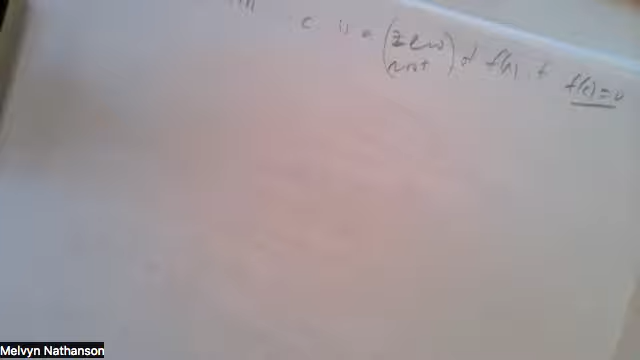 c is a (zero) of f(x) if f(c)=0
root
Melvyn Nathanson